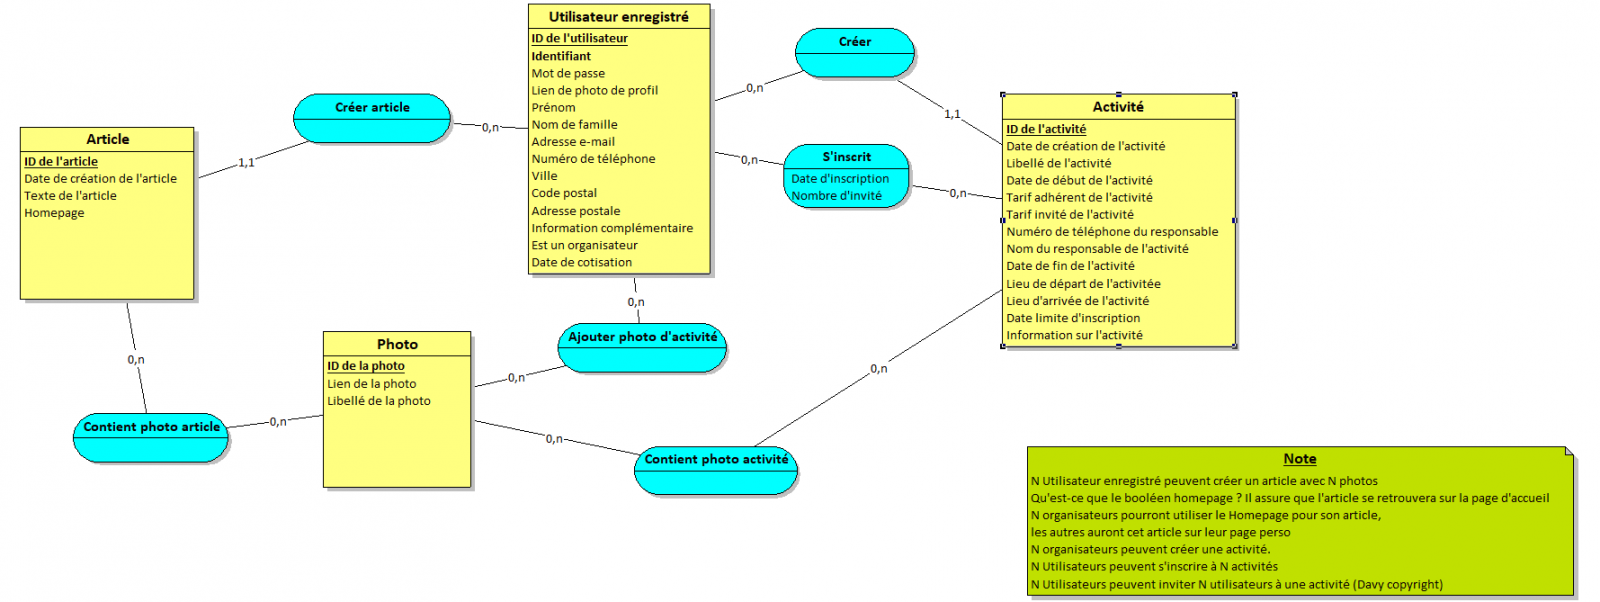 Utilisateur enregistré
ID de l'utilisateur
Identifiant
Mot de passe
Lien de photo de profil
Prénom
Nom de famille
Adresse e-mail
Numéro de téléphone
Ville
Code postal
Adresse postale
Information complémentaire
Est un organisateur
Date de cotisation
Créer
0,n
1,1
Activité
ID de l'activité
Date de création de l'activité
Libellé de l'activité
Date de début de l'activité
Tarif adhérent de l'activité
Tarif invité de l'activité
Numéro de téléphone du responsable
Nom du responsable de l'activité
Date de fin de l'activité
Lieu de départ de l'activitée
Lieu d'arrivée de l'activité
Date limite d'inscription
Information sur l'activité
Créer article
0,n
1,1
S'inscrit
Date d'inscription
Nombre d'invité
0,n
0,n
Article
ID de l'article
Date de création de l'article
Texte de l'article
Homepage
0,n
Ajouter photo d'activité
0,n
Photo
ID de la photo
Lien de la photo
Libellé de la photo
0,n
Contient photo article
0,n
0,n
Contient photo activité
0,n
Note
N Utilisateur enregistré peuvent créer un article avec N photos
Qu'est-ce que le booléen homepage ? Il assure que l'article se retrouvera sur la page d'accueil
N organisateurs pourront utiliser le Homepage pour son article,
les autres auront cet article sur leur page perso
N organisateurs peuvent créer une activité.
N Utilisateurs peuvent s'inscrire à N activités
N Utilisateurs peuvent inviter N utilisateurs à une activité (Davy copyright)
0,n